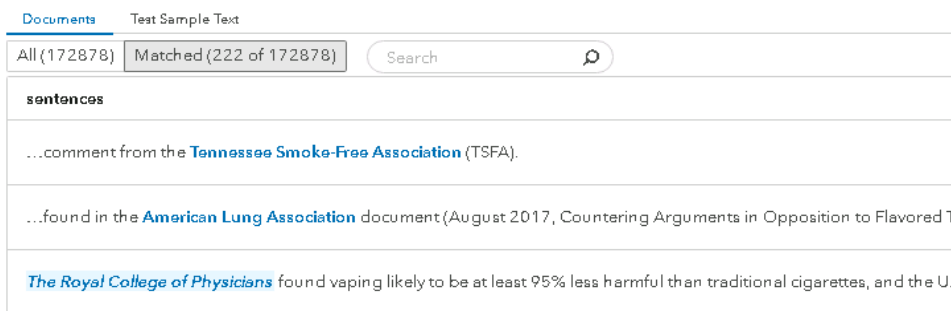 Documents Test Sample Text
All (172878) Matched (222 of 172878) Search
sentences
...comment from the Tennessee Smoke-Free Association (TSFA).
...found in the American Lung Association document (August 2017, Countering Arguments in Opposition to Flavored T
The Royal College of Physicians found vaping likely to be at least 95% less harmful than traditional cigarettes, and the U.